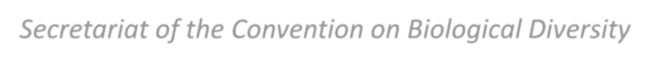 Secretariat of the Convention on Biological Diversity